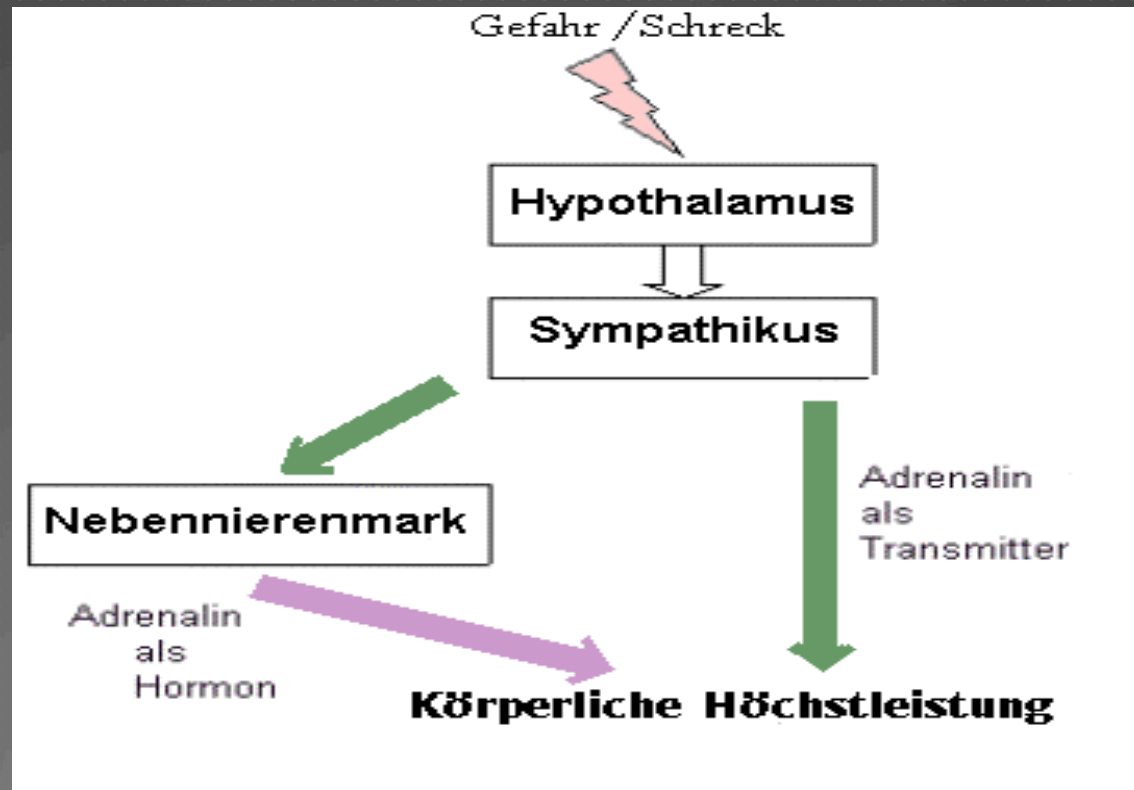 Gefahr / Schreck
Hypothalamus
Sympathikus
Adrenalin
als
Transmitter
Nebennierenmark
Adrenalin
als
Hormon
Körperliche Höchstleistung